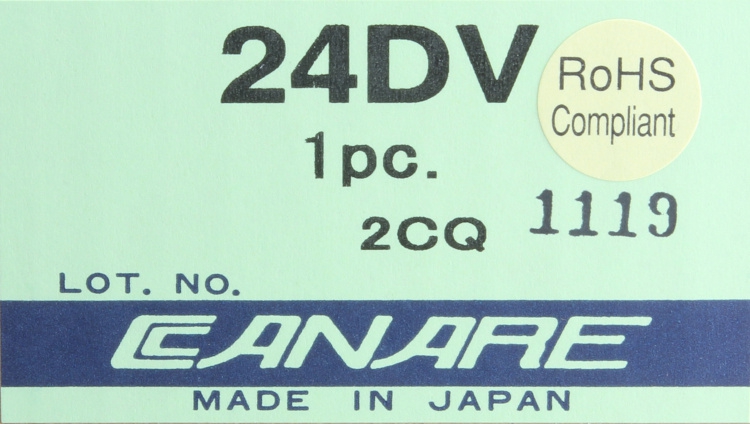 24DV
RoHS
Compliant
1pc.
2CQ 1119
LOT. NO.
CANARE
MADE IN JAPAN